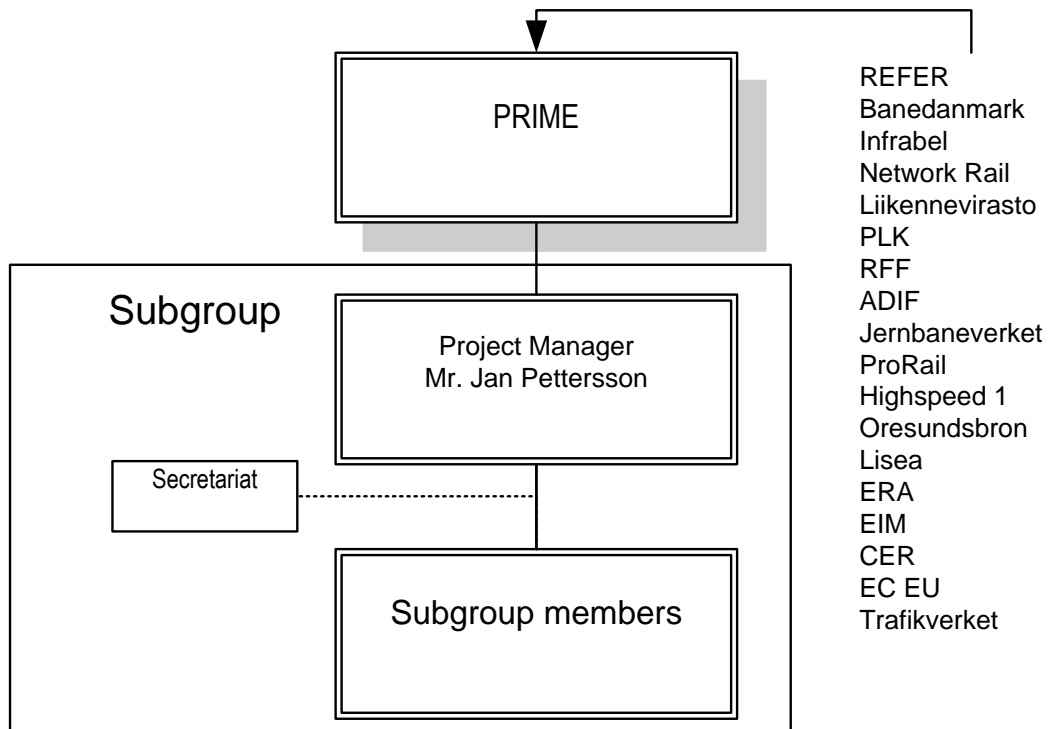 PRIME
REFER
Banedanmark
Infrabel
Network Rail
Liikennevirasto
PLK
RFF
ADIF
Jernbaneverket
ProRail
Highspeed 1
Oresundsbron
Lisea
ERA
EIM
CER
EC EU
Trafikverket
Subgroup
Project Manager
Mr. Jan Pettersson
Secretariat
Subgroup members